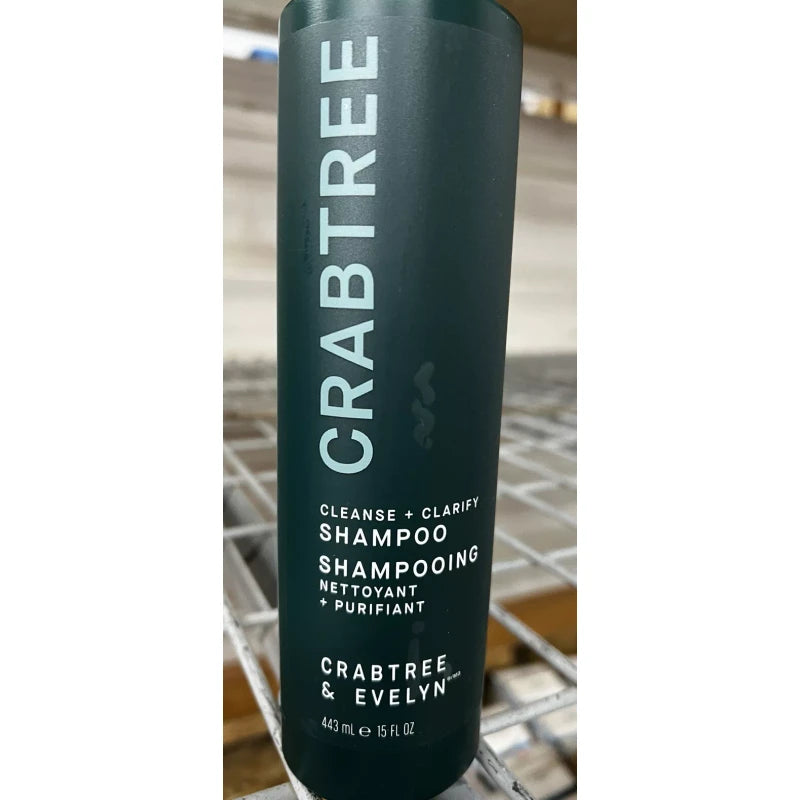 CRABTREE
CLEANSE + CLARIFY
SHAMPOO
SHAMPOOING
NETTOYANT
+ PURIFIANT
CRABTREE
& EVELYN
443 mL ℮ 15 FL OZ